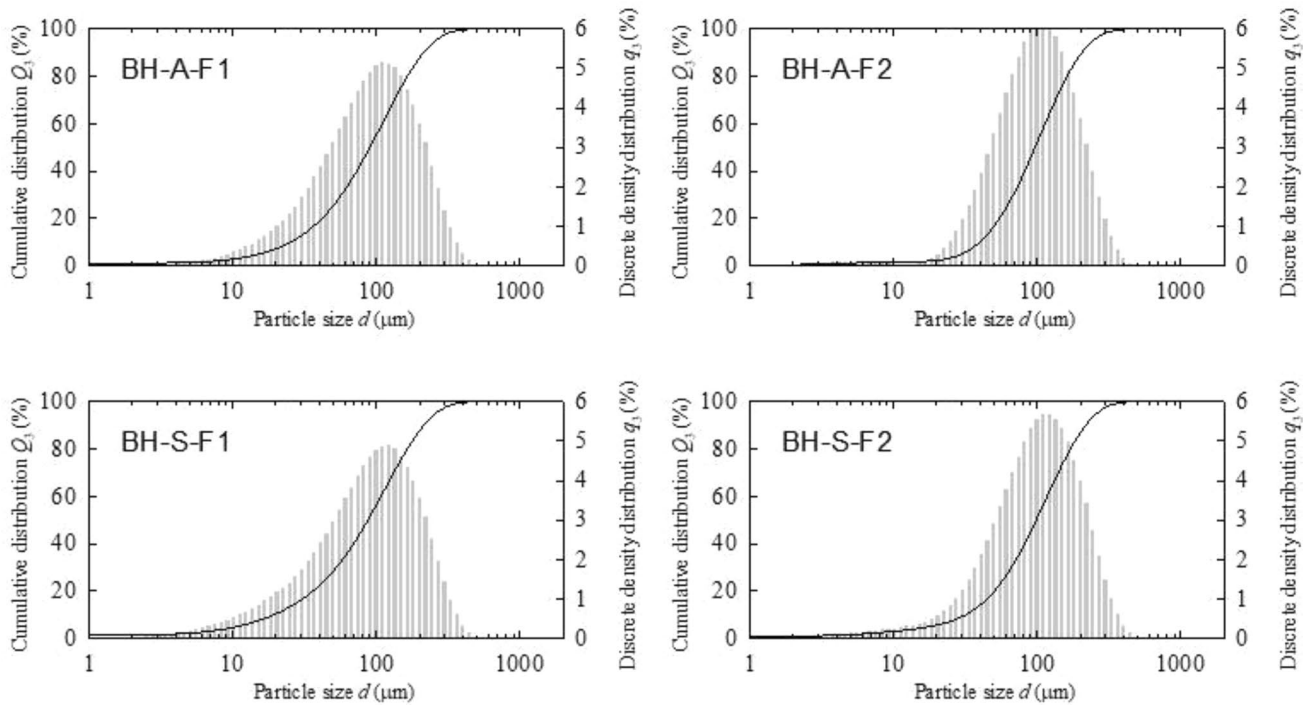 BH-A-F1
Cumulative distribution Q3 (%)
100
80
60
40
20
0
6
5
4
3
2
1
0
Discrete density distribution q3 (%)
1 10 100 1000
Particle size d (μm)
BH-A-F2
Cumulative distribution Q3 (%)
100
80
60
40
20
0
6
5
4
3
2
1
0
Discrete density distribution q3 (%)
1 10 100 1000
Particle size d (μm)
BH-S-F1
Cumulative distribution Q3 (%)
100
80
60
40
20
0
6
5
4
3
2
1
0
Discrete density distribution q3 (%)
1 10 100 1000
Particle size d (μm)
BH-S-F2
Cumulative distribution Q3 (%)
100
80
60
40
20
0
6
5
4
3
2
1
0
Discrete density distribution q3 (%)
1 10 100 1000
Particle size d (μm)